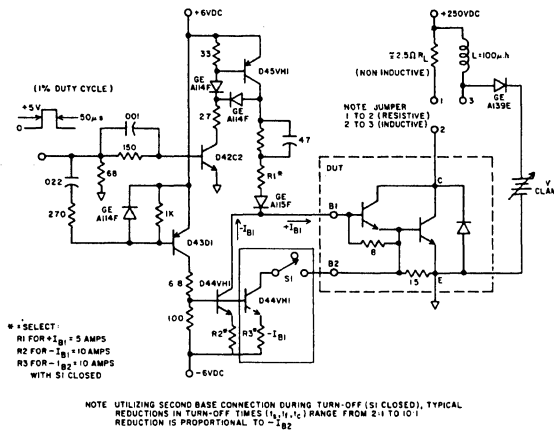 +6VDC
+250VDC
33
D45VH1
∓2.5Ω RL
L=100μh
(NON INDUCTIVE)
GE
A114F
GE
A114F
GE
A139E
(1% DUTY CYCLE)
+5V
50μs
0
001
27
47
1
3
NOTE JUMPER
1 TO 2 (RESISTIVE)
2 TO 3 (INDUCTIVE)
2
150
D42C2
R1*
V
CLAM
68
022
GE
A114F
1K
GE
A115F
DUT
C
270
-IB1
+IB1
B1
D43D1
8
6 8
S1
B2
15
E
D44VH1
D44VH1
100
R2*
R3*
-IB1
* = SELECT:
R1 FOR +IB1 = 5 AMPS
R2 FOR -IB1 = 10 AMPS
R3 FOR -IB2 = 10 AMPS
WITH S1 CLOSED
-6VDC
NOTE UTILIZING SECOND BASE CONNECTION DURING TURN-OFF (S1 CLOSED), TYPICAL
REDUCTIONS IN TURN-OFF TIMES (ts,tf,tc) RANGE FROM 2:1 TO 10:1
REDUCTION IS PROPORTIONAL TO -IB2